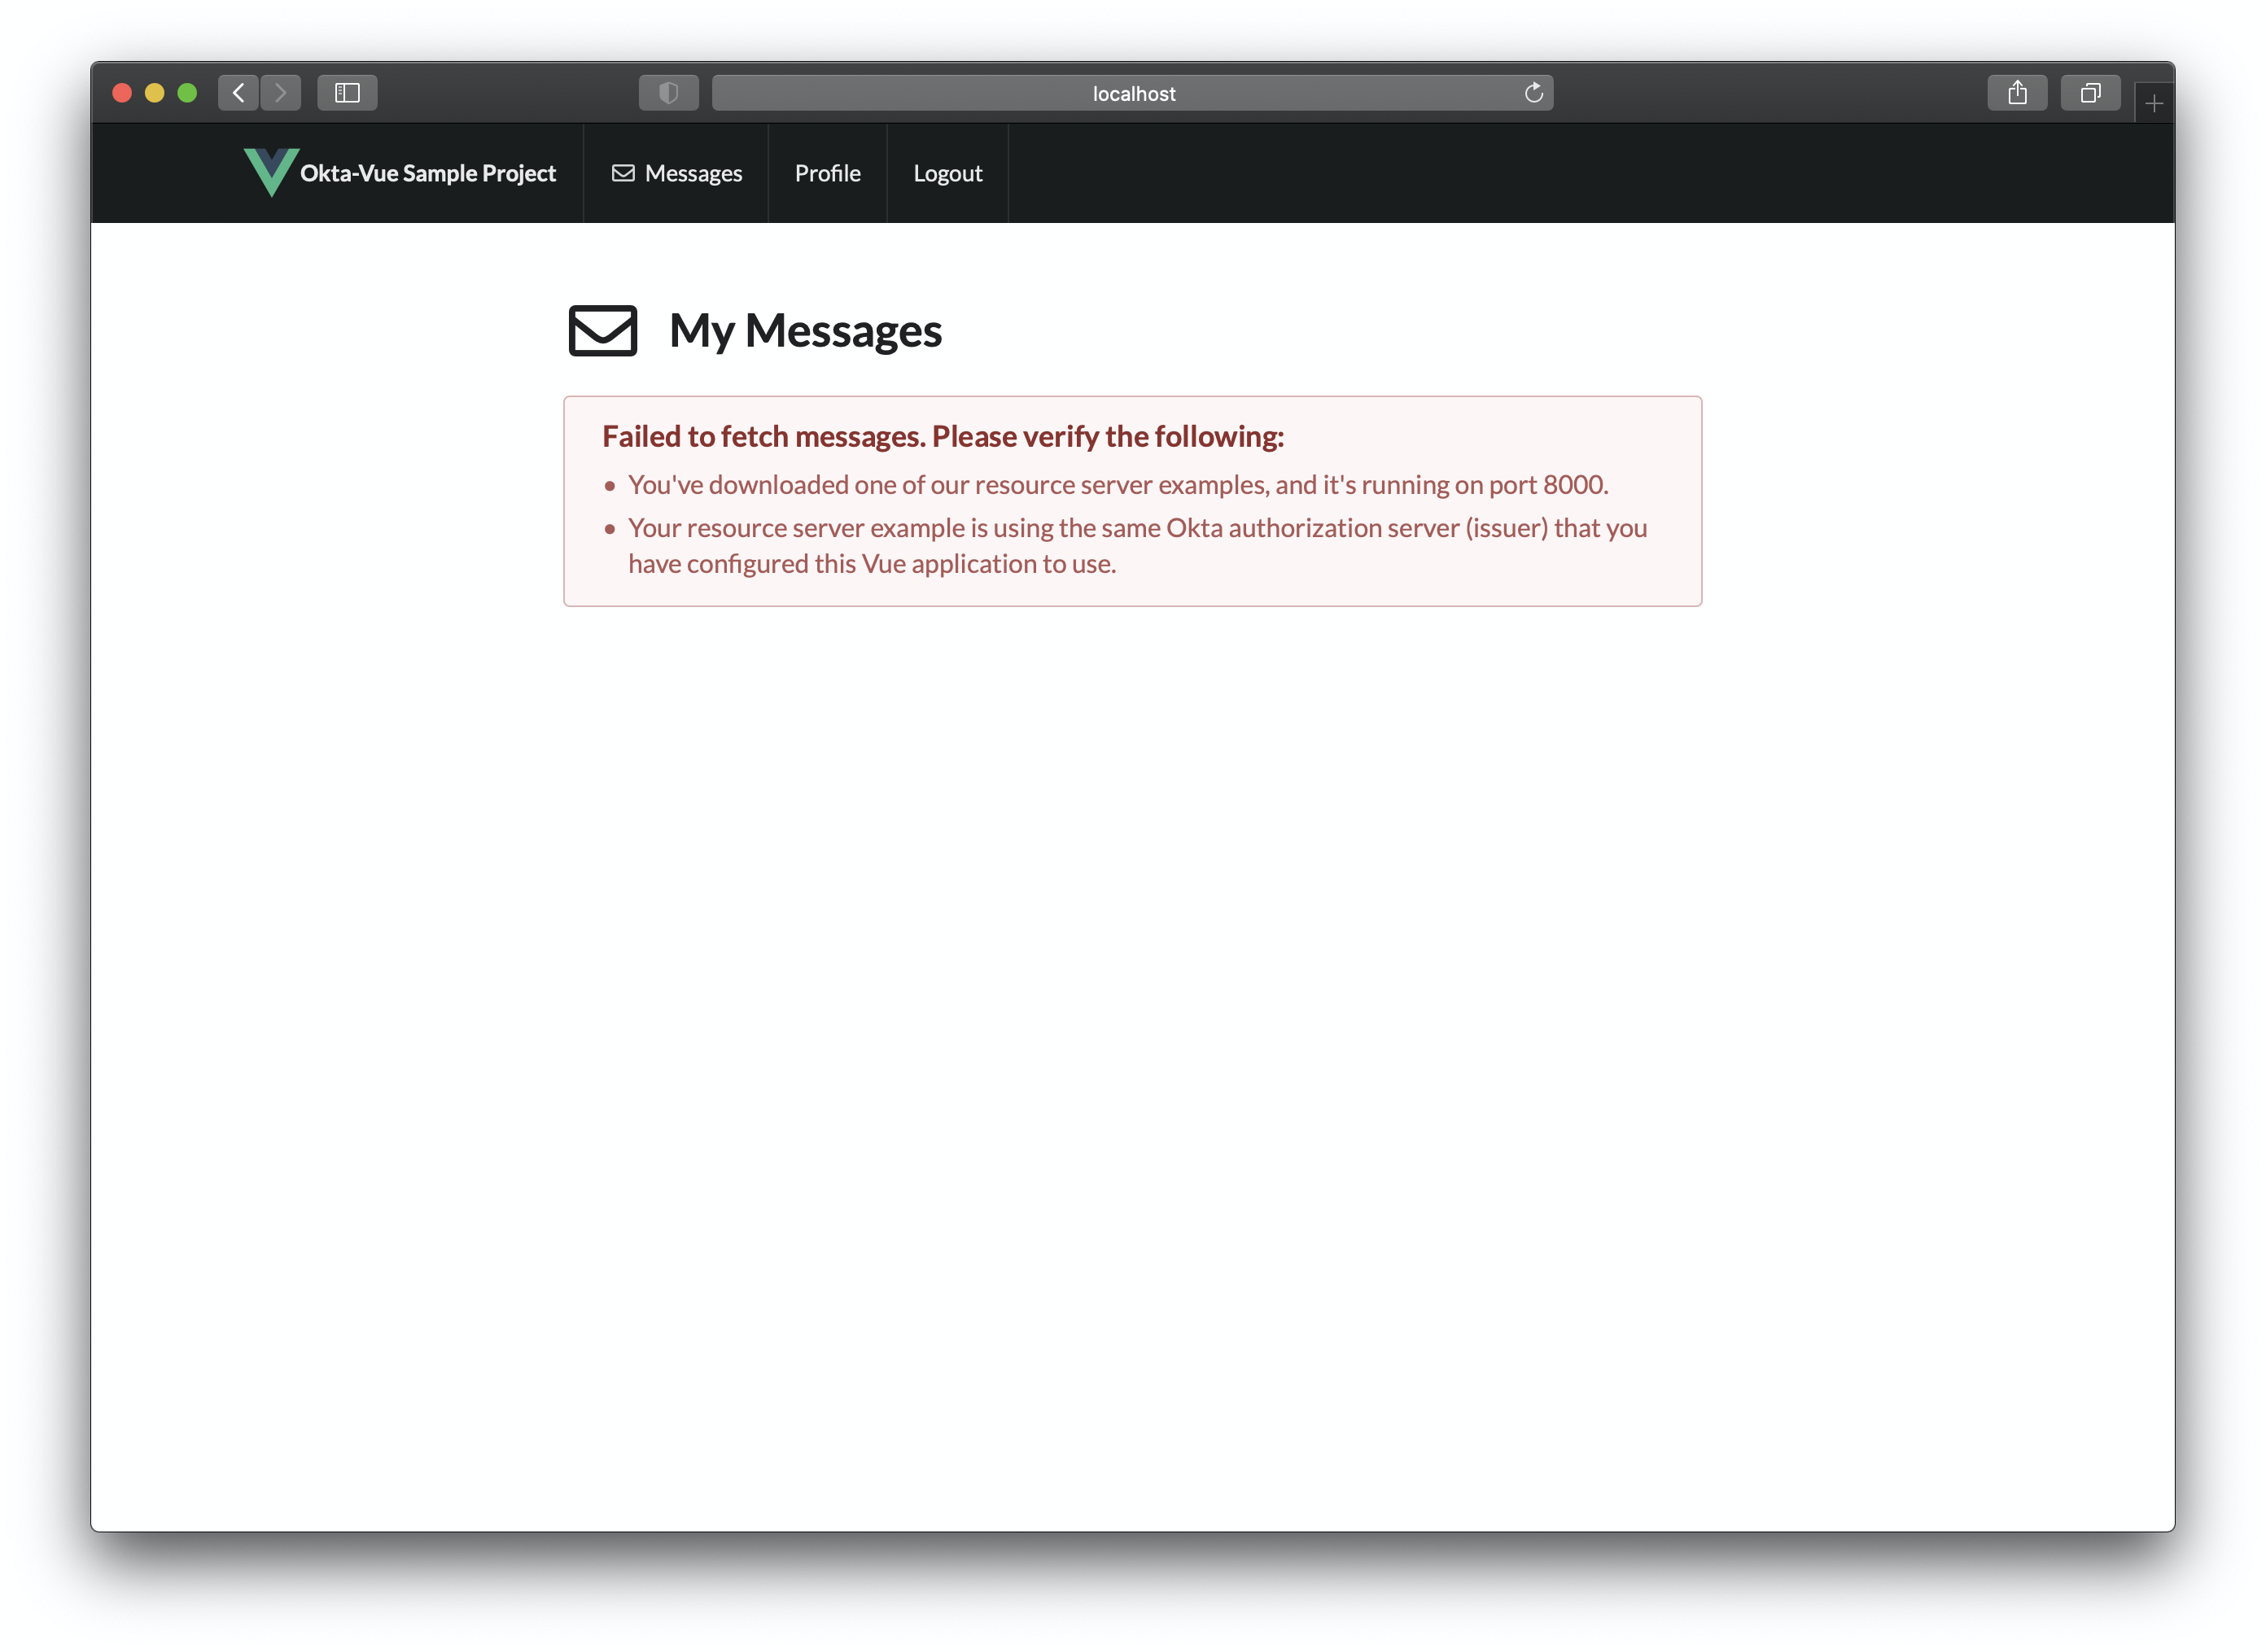 localhost
Okta-Vue Sample Project
Messages
Profile
Logout
My Messages
Failed to fetch messages. Please verify the following:
You've downloaded one of our resource server examples, and it's running on port 8000.
Your resource server example is using the same Okta authorization server (issuer) that you
have configured this Vue application to use.